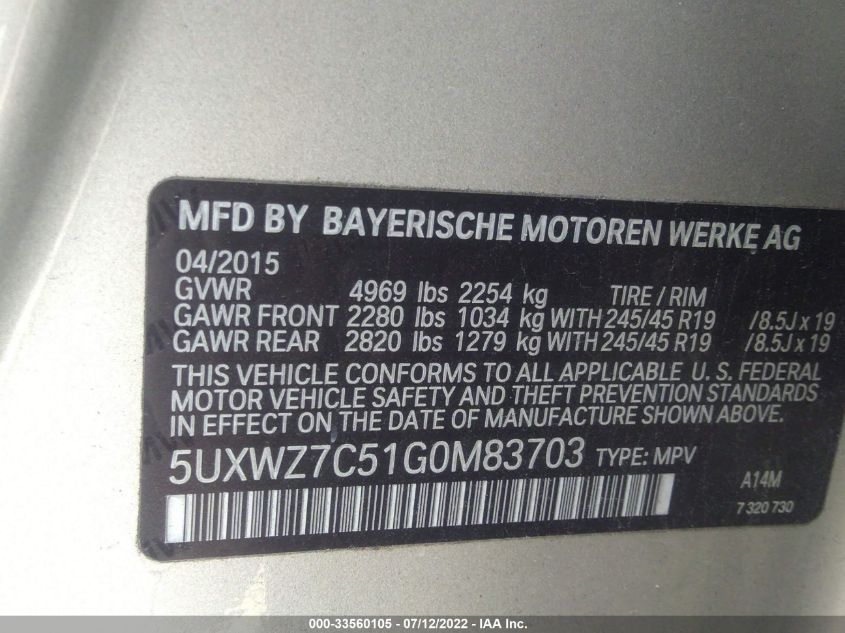 MFD BY BAYERISCHE MOTOREN WERKE AG
04/2015
GVWR 4969 lbs 2254 kg TIRE / RIM
GAWR FRONT 2280 lbs 1034 kg WITH 245/45 R19 /8.5J x 19
GAWR REAR 2820 lbs 1279 kg WITH 245/45 R19 /8.5J x 19
THIS VEHICLE CONFORMS TO ALL APPLICABLE U. S. FEDERAL
MOTOR VEHICLE SAFETY AND THEFT PREVENTION STANDARDS
IN EFFECT ON THE DATE OF MANUFACTURE SHOWN ABOVE.
5UXWZ7C51G0M83703 TYPE: MPV
A14M
7 320 730
000-33560105 - 07/12/2022 - IAA Inc.